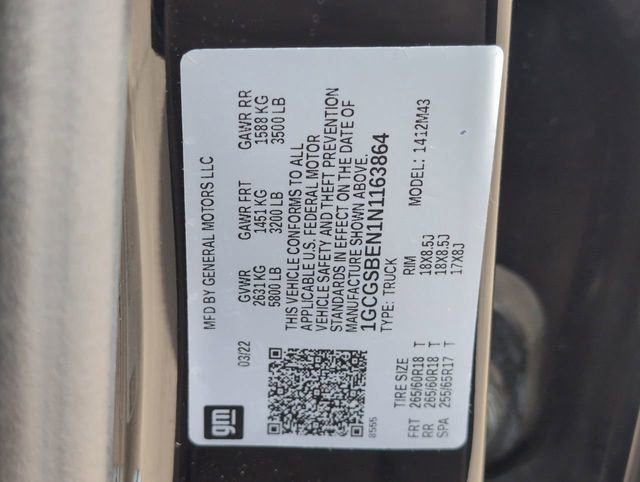 gm
MFD BY GENERAL MOTORS LLC
03/22
GVWR GAWR FRT GAWR RR
2631 KG 1451 KG 1588 KG
5800 LB 3200 LB 3500 LB
THIS VEHICLE CONFORMS TO ALL
APPLICABLE U.S. FEDERAL MOTOR
VEHICLE SAFETY AND THEFT PREVENTION
STANDARDS IN EFFECT ON THE DATE OF
MANUFACTURE SHOWN ABOVE.
1GCGSBEN1N1163864
TYPE: TRUCK
8555
MODEL: 1412M43
TIRE SIZE RIM
FRT 265/60R18 T 18X8.5J
RR 265/60R18 T 18X8.5J
SPA 255/65R17 T 17X8J